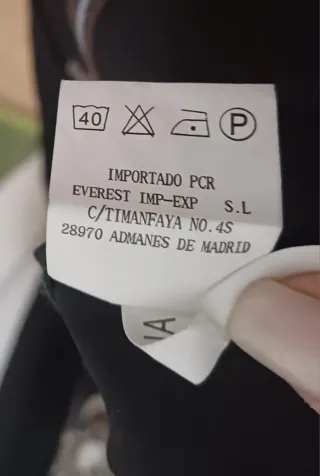 40 P
IMPORTADO PCR
EVEREST IMP-EXP S.L
C/TIMANFAYA NO.4S
28970 ADMANES DE MADRID